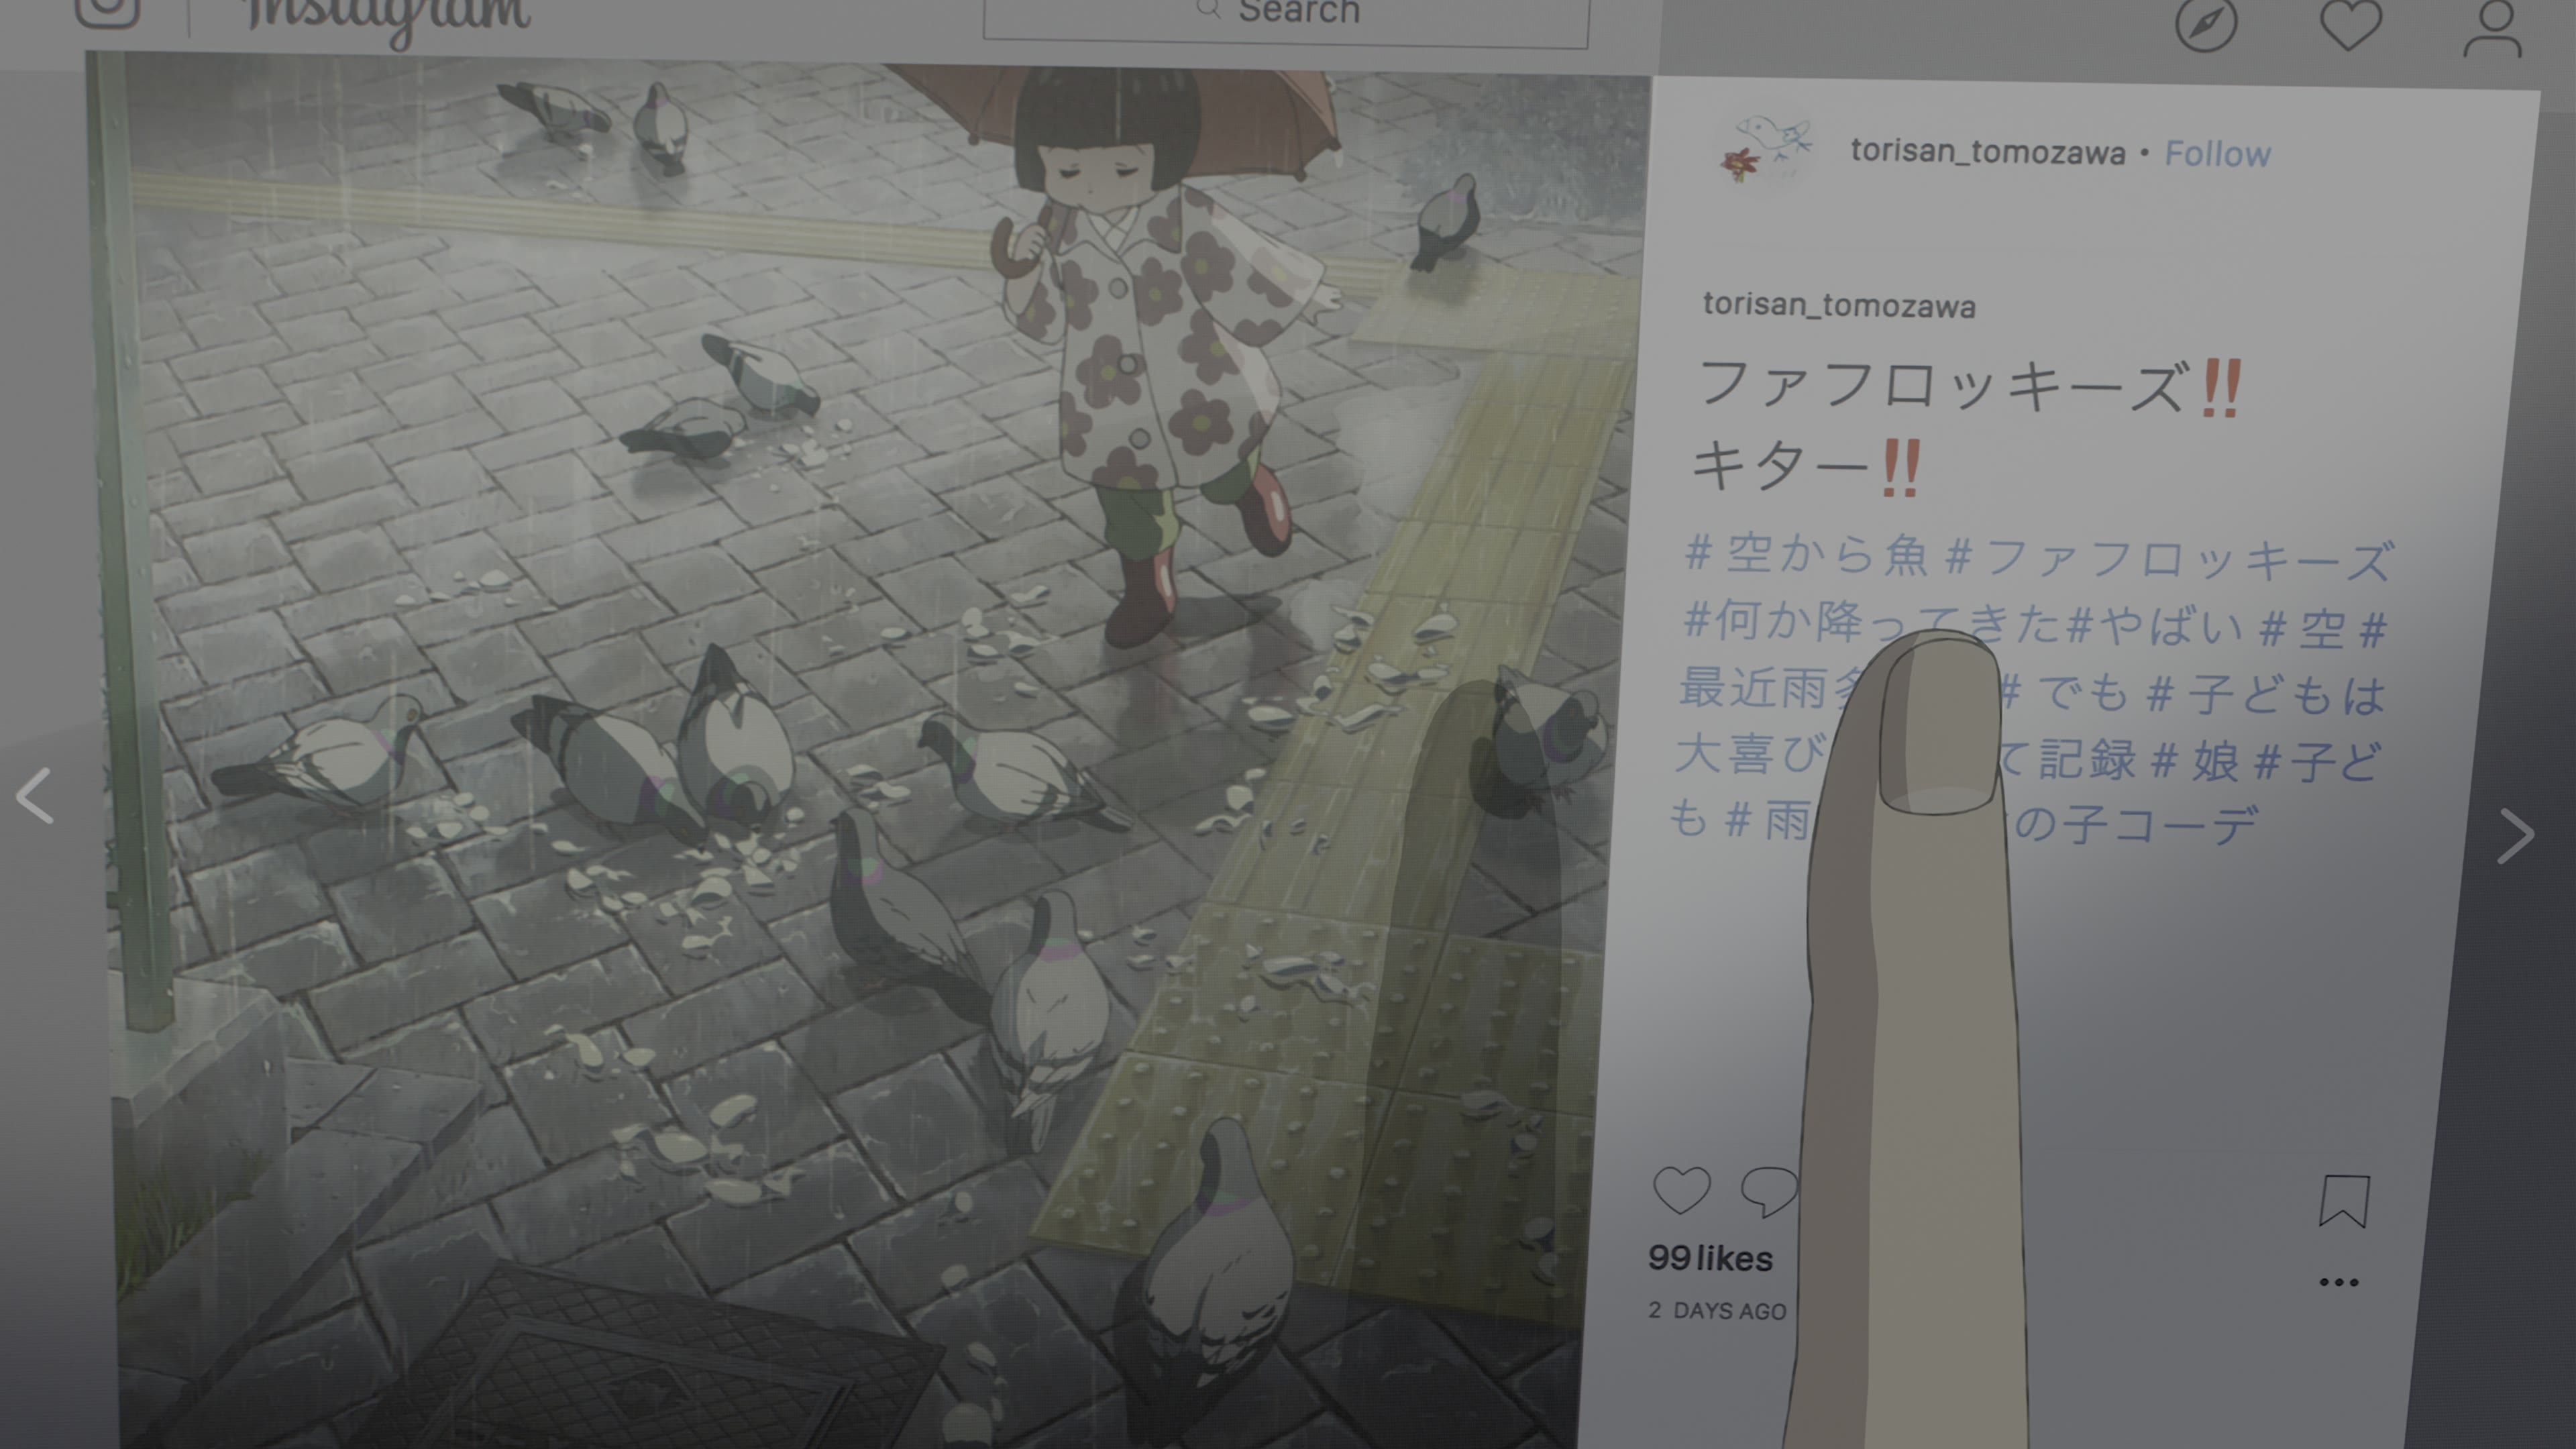 Instagram
Search
torisan_tomozawa • Follow
torisan_tomozawa
ファフロッキーズ‼
キター‼
#空から魚 #ファフロッキーズ
#何か降ってきた#やばい #空 #
最近雨 #でも #子どもは
大喜び て記録 #娘 #子ど
も #雨 の子コーデ
99 likes
2 DAYS AGO